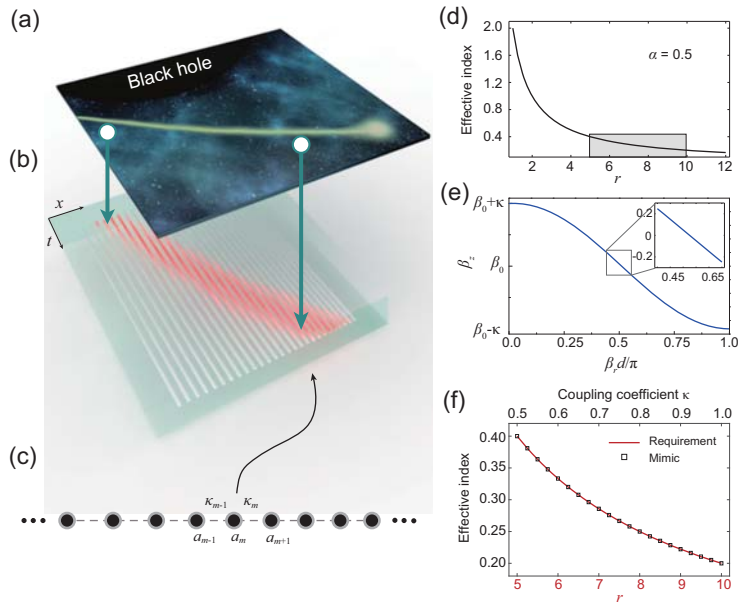 (a)
Black hole
(b)
x
t
(c)
κm-1 κm
••• •••
am-1 am am+1
(d)
Effective index
2.0
1.6
1.2
0.8
0.4
α = 0.5
2 4 6 8 10 12
r
(e)
βz
β0+κ
β0
β0-κ
0.2
0
-0.2
0.45 0.65
0.0 0.25 0.5 0.75 1.0
βrd/π
(f)
Coupling coefficient κ
0.5 0.6 0.7 0.8 0.9 1.0
Effective index
0.40
0.35
0.30
0.25
0.20
Requirement
Mimic
5 6 7 8 9 10
r